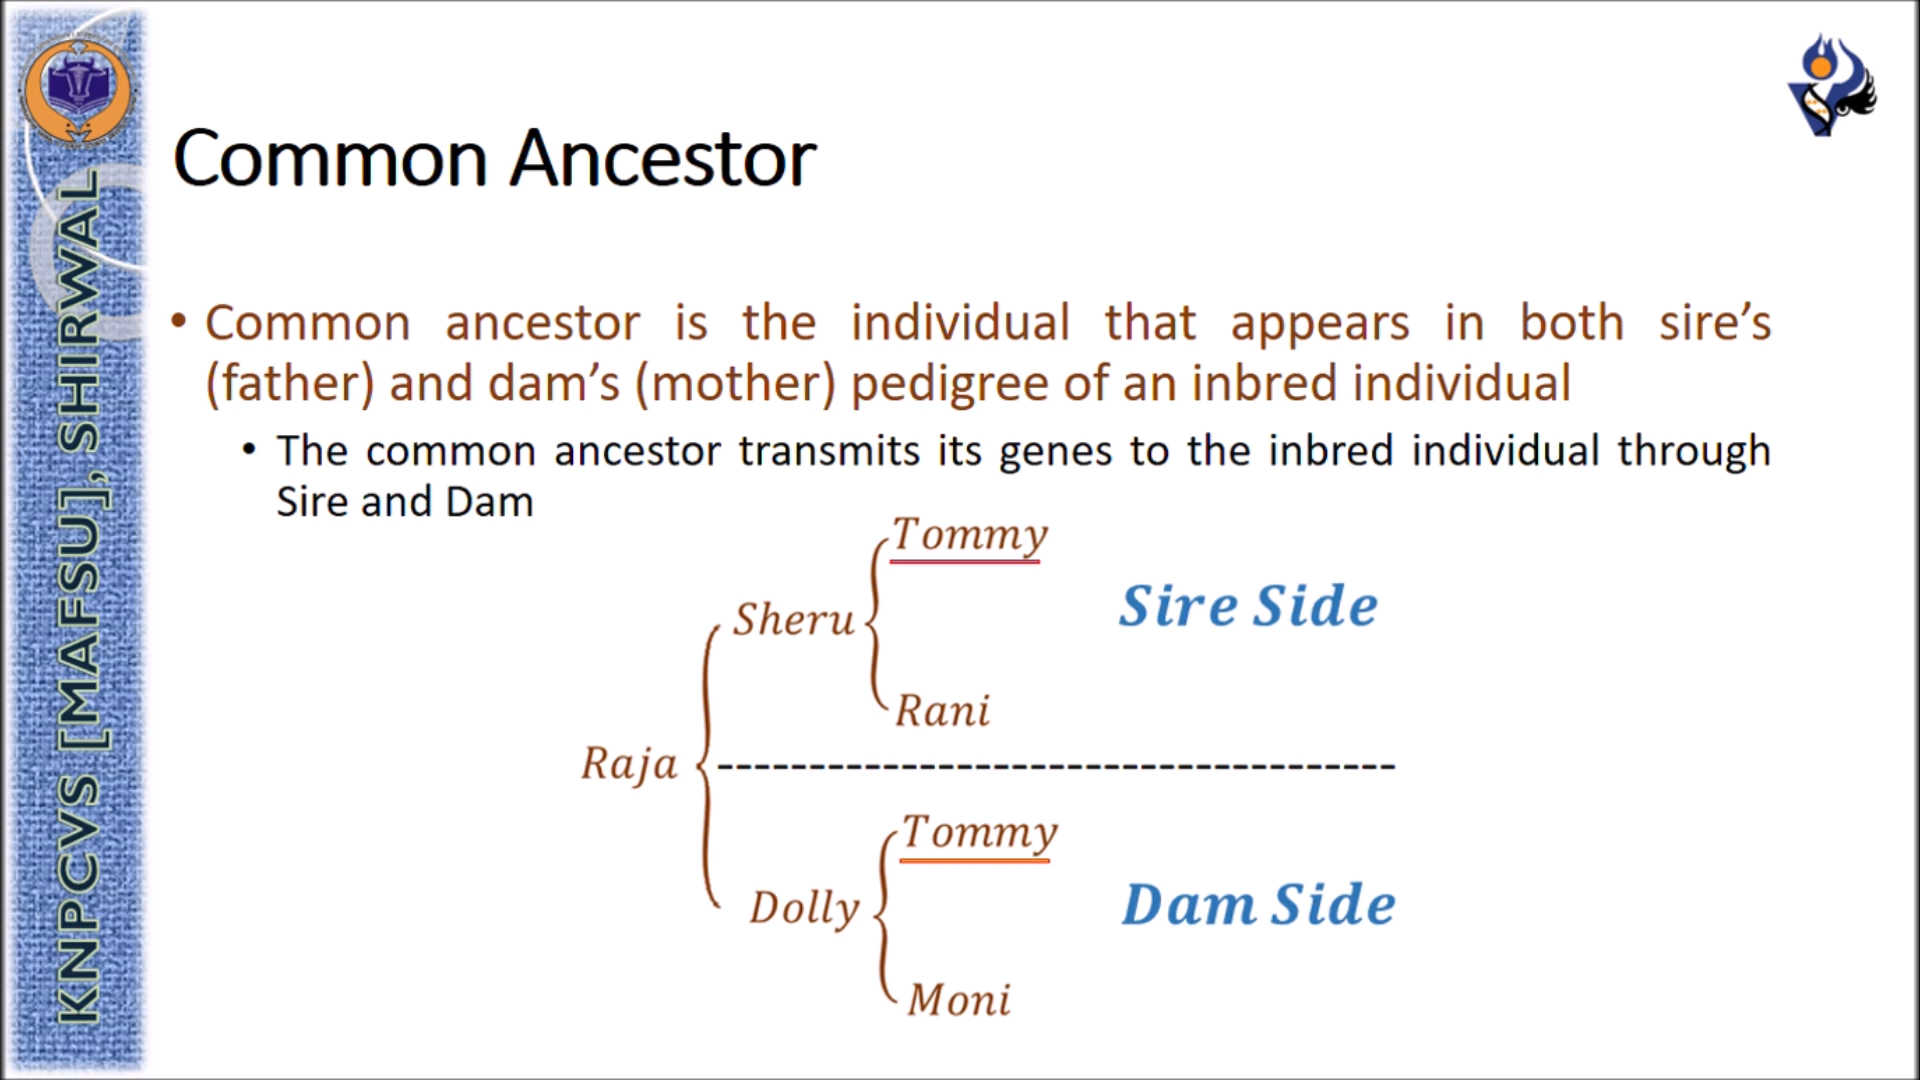 KNPCVS [MAFSU], SHIRWAL
Common Ancestor
• Common ancestor is the individual that appears in both sire’s
(father) and dam’s (mother) pedigree of an inbred individual
• The common ancestor transmits its genes to the inbred individual through
Sire and Dam
Tommy
Sire Side
Sheru
Rani
Raja
Tommy
Dam Side
Dolly
Moni